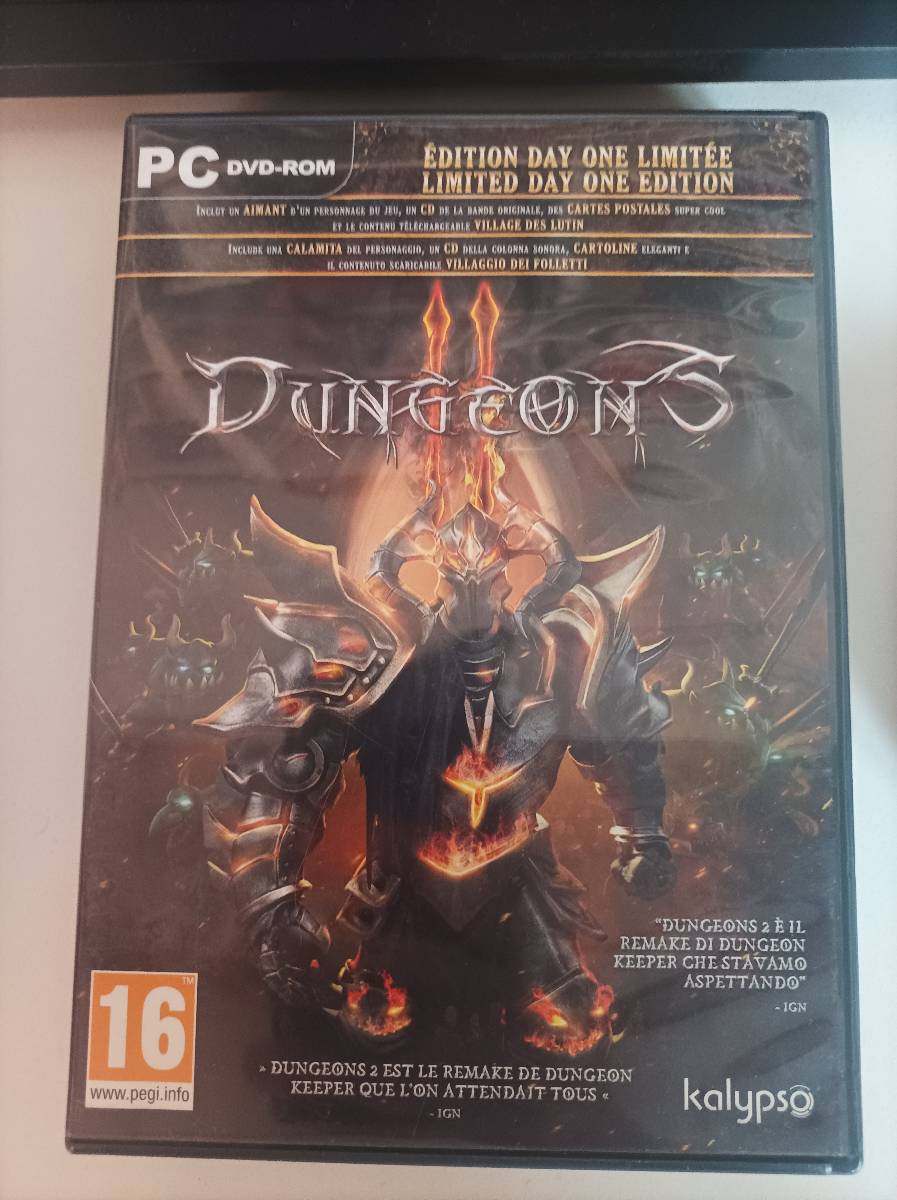 PC DVD-ROM
ÉDITION DAY ONE LIMITÉE
LIMITED DAY ONE EDITION
INCLUT UN AIMANT D'UN PERSONNAGE DU JEU, UN CD DE LA BANDE ORIGINALE, DES CARTES POSTALES SUPER COOL
ET LE CONTENU TÉLÉCHARGEABLE VILLAGE DES LUTIN
INCLUDE UNA CALAMITA DEL PERSONAGGIO, UN CD DELLA COLONNA SONORA, CARTOLINE ELEGANTI E
IL CONTENUTO SCARICABILE VILLAGGIO DEI FOLLETTI
DUNGEONS
"DUNGEONS 2 È IL
REMAKE DI DUNGEON
KEEPER CHE STAVAMO
ASPETTANDO"
- IGN
16
TM
www.pegi.info
» DUNGEONS 2 EST LE REMAKE DE DUNGEON
KEEPER QUE L'ON ATTENDAIT TOUS «
- IGN
kalypso